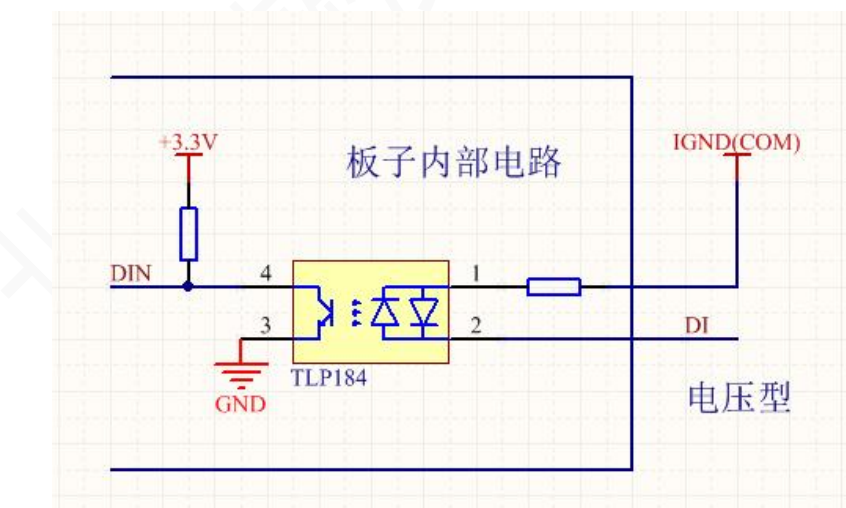 +3.3V
板子内部电路
IGND(COM)
DIN
4
1
3
2
DI
TLP184
GND
电压型